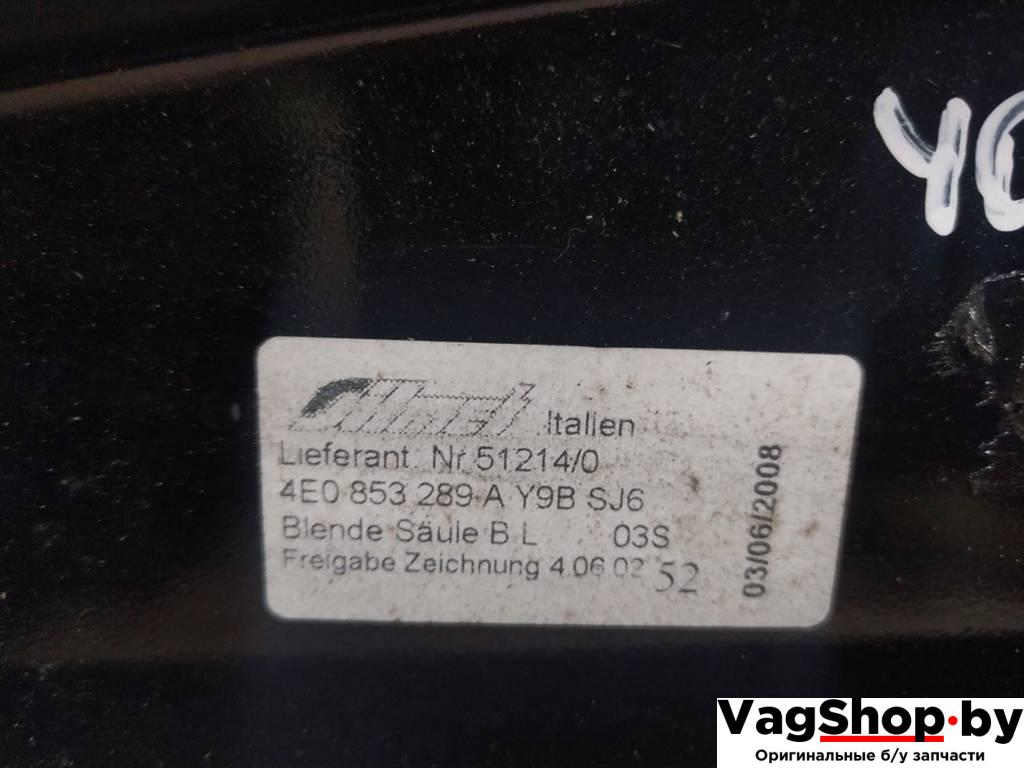 Italien
Lieferant. Nr 51214/0
4E0 853 289 A Y9B SJ6
Blende Säule B L 03S
Freigabe Zeichnung 4.06.02 52
03/06/2008
VagShop.by
Оригинальные б/у запчасти